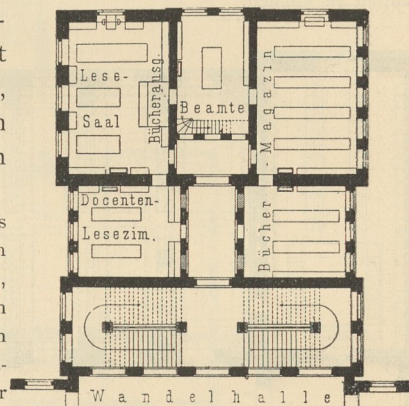 Lese-
Saal
Bücherausg.
Beamte
Magazin
Docenten-
Lesezim.
Bücher-
Wandelhalle